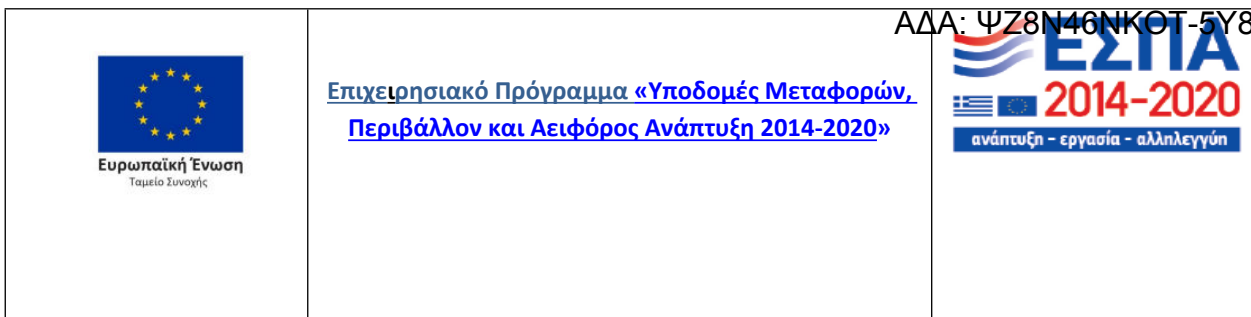 ΑΔΑ: ΨΖ8Ν46ΝΚΟΤ-5Υ8
Ευρωπαϊκή Ένωση
Ταμείο Συνοχής
Επιχειρησιακό Πρόγραμμα «Υποδομές Μεταφορών,
Περιβάλλον και Αειφόρος Ανάπτυξη 2014-2020»
ΕΣΠΑ
2014-2020
ανάπτυξη - εργασία - αλληλεγγύη